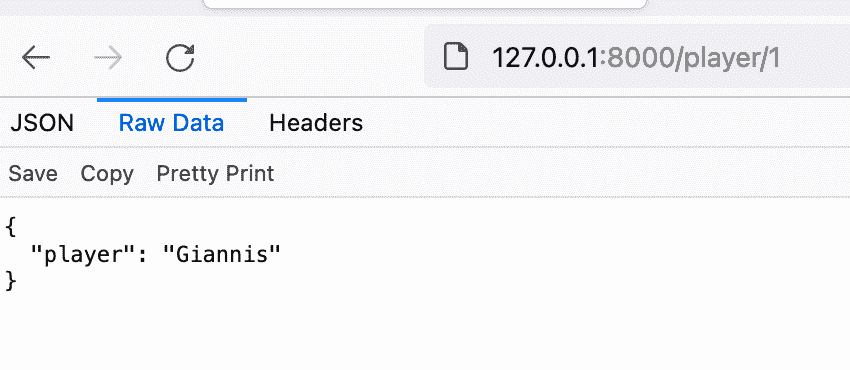 127.0.0.1:8000/player/1
JSON Raw Data Headers
Save Copy Pretty Print
{
  "player": "Giannis"
}